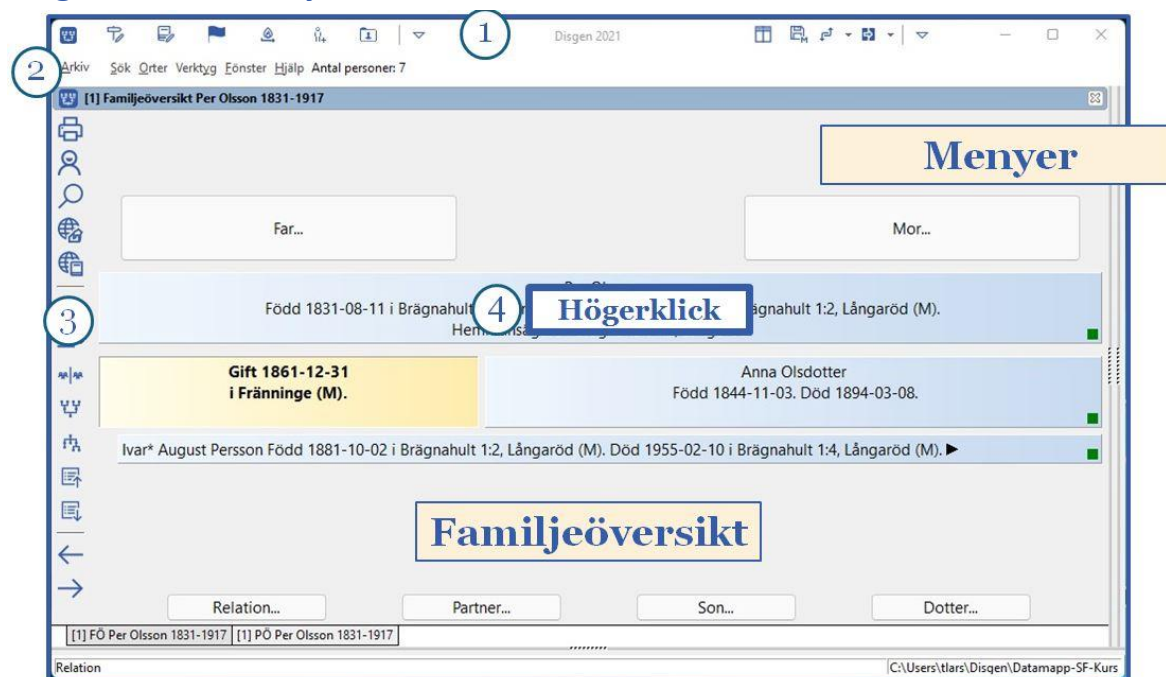 1
Disgen 2021
2
Arkiv Sök Orter Verktyg Fönster Hjälp Antal personer: 7
[1] Familjeöversikt Per Olsson 1831-1917
Menyer
Far...
Mor...
3
Född 1831-08-11 i Brägnahult
4
Högerklick
Brägnahult 1:2, Långaröd (M).
Gift 1861-12-31
i Fränninge (M).
Anna Olsdotter
Född 1844-11-03. Död 1894-03-08.
Ivar* August Persson Född 1881-10-02 i Brägnahult 1:2, Långaröd (M). Död 1955-02-10 i Brägnahult 1:4, Långaröd (M).
Familjeöversikt
Relation...
Partner...
Son...
Dotter...
[1] FÖ Per Olsson 1831-1917
[1] PÖ Per Olsson 1831-1917
Relation
C:\Users\tlars\Disgen\Datamapp-SF-Kurs